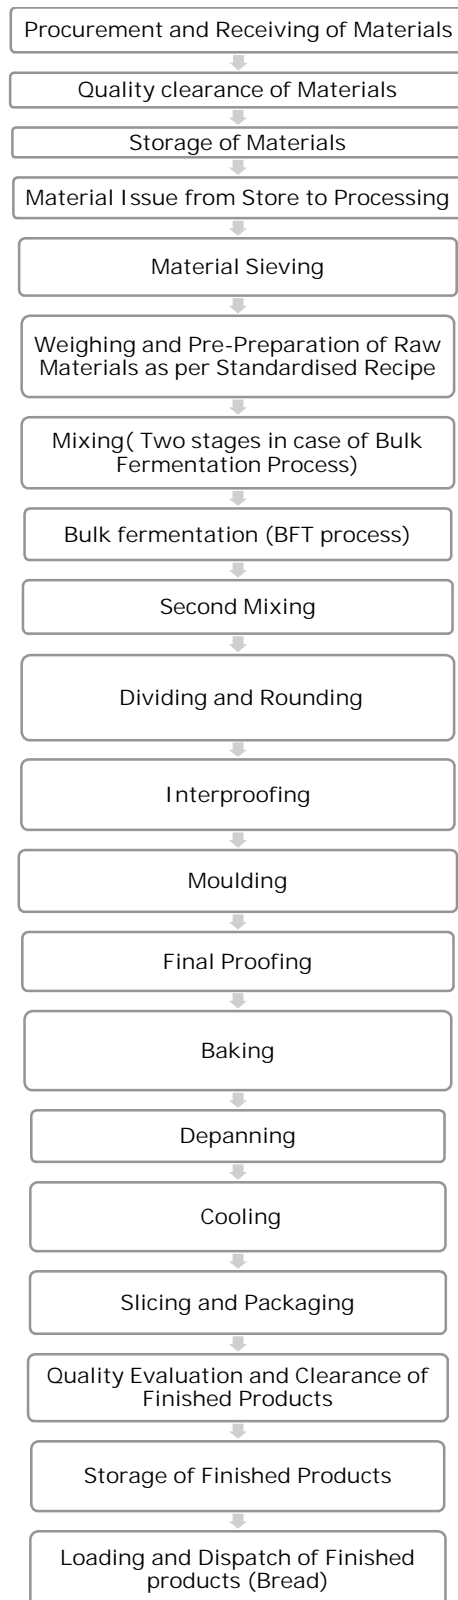 Procurement and Receiving of Materials
Quality clearance of Materials
Storage of Materials
Material Issue from Store to Processing
Material Sieving
Weighing and Pre-Preparation of Raw
Materials as per Standardised Recipe
Mixing( Two stages in case of Bulk
Fermentation Process)
Bulk fermentation (BFT process)
Second Mixing
Dividing and Rounding
Interproofing
Moulding
Final Proofing
Baking
Depanning
Cooling
Slicing and Packaging
Quality Evaluation and Clearance of
Finished Products
Storage of Finished Products
Loading and Dispatch of Finished
products (Bread)